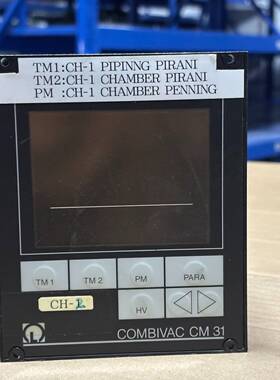 TM1:CH-1 PIPINNG PIRANI
TM2:CH-1 CHAMBER PIRANI
PM :CH-1 CHAMBER PENNING
TM 1 TM 2 PM PARA
CH-1
HV
COMBIVAC CM 31